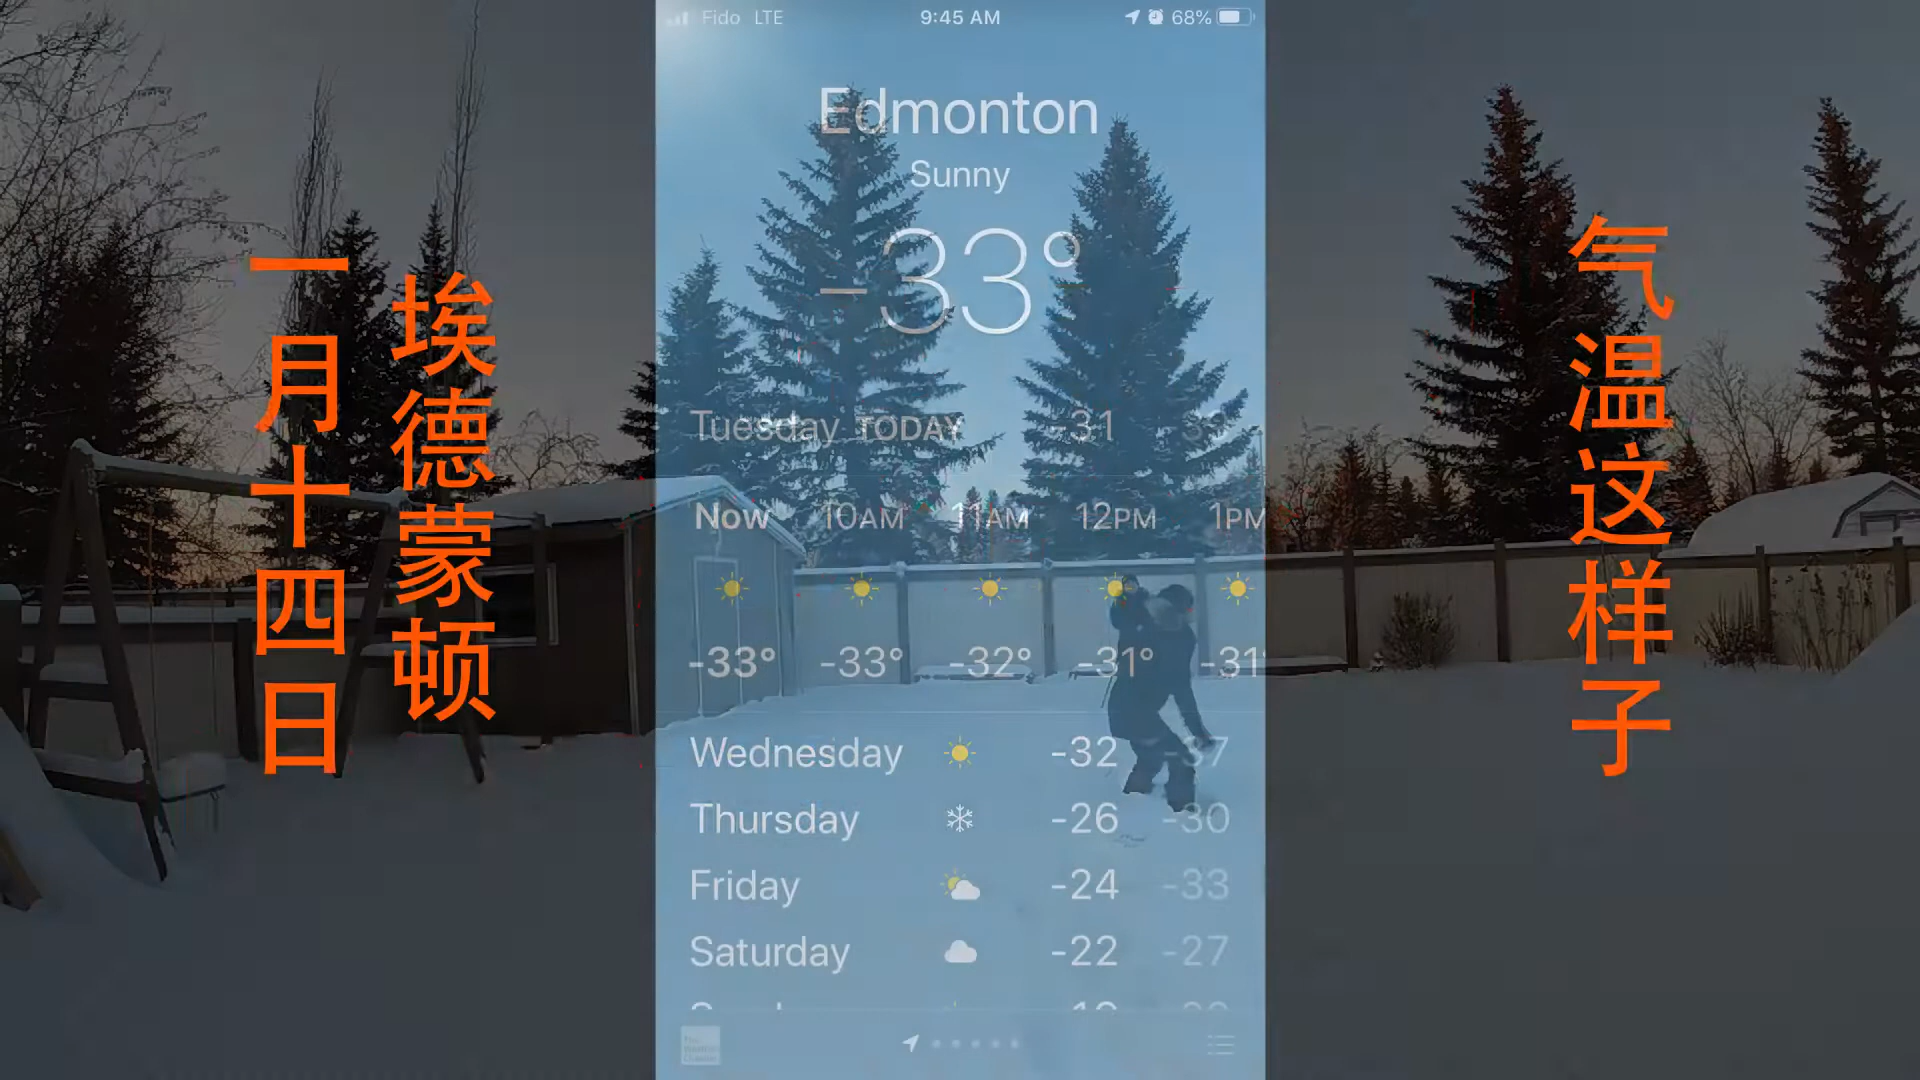 Fido LTE 9:45 AM 68%
Edmonton
Sunny
-33°
Tuesday TODAY -31
Now 10AM 11AM 12PM 1PM
-33° -33° -32° -31° -31°
Wednesday -32 -37
Thursday -26 -30
Friday -24 -33
Saturday -22 -27
一月十四日
埃德蒙顿
气温这样子